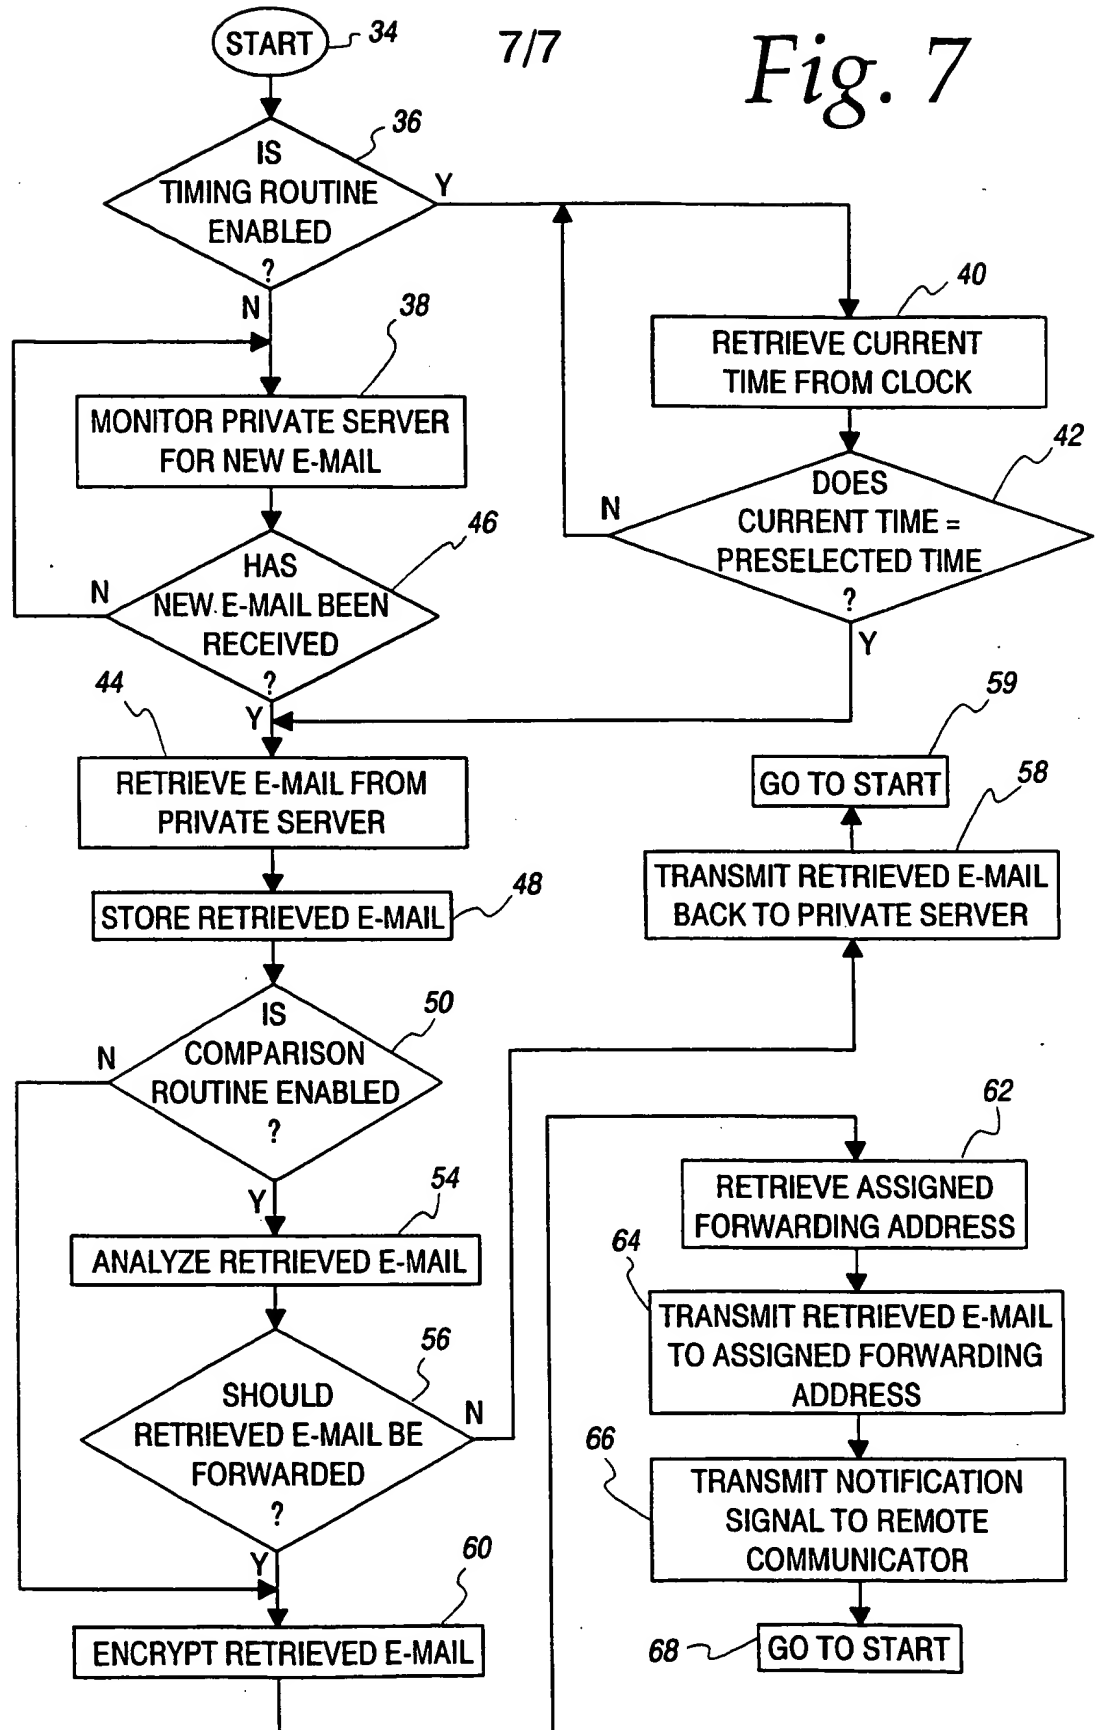 START
34
7/7
Fig. 7
36
IS
TIMING ROUTINE
ENABLED
?
Y
N
38
MONITOR PRIVATE SERVER
FOR NEW E-MAIL
40
RETRIEVE CURRENT
TIME FROM CLOCK
42
DOES
CURRENT TIME =
PRESELECTED TIME
?
N
Y
46
HAS
NEW E-MAIL BEEN
RECEIVED
?
N
Y
44
RETRIEVE E-MAIL FROM
PRIVATE SERVER
59
GO TO START
58
TRANSMIT RETRIEVED E-MAIL
BACK TO PRIVATE SERVER
STORE RETRIEVED E-MAIL
48
50
IS
COMPARISON
ROUTINE ENABLED
?
N
Y
54
ANALYZE RETRIEVED E-MAIL
56
SHOULD
RETRIEVED E-MAIL BE
FORWARDED
?
N
Y
60
ENCRYPT RETRIEVED E-MAIL
62
RETRIEVE ASSIGNED
FORWARDING ADDRESS
64
TRANSMIT RETRIEVED E-MAIL
TO ASSIGNED FORWARDING
ADDRESS
66
TRANSMIT NOTIFICATION
SIGNAL TO REMOTE
COMMUNICATOR
68
GO TO START